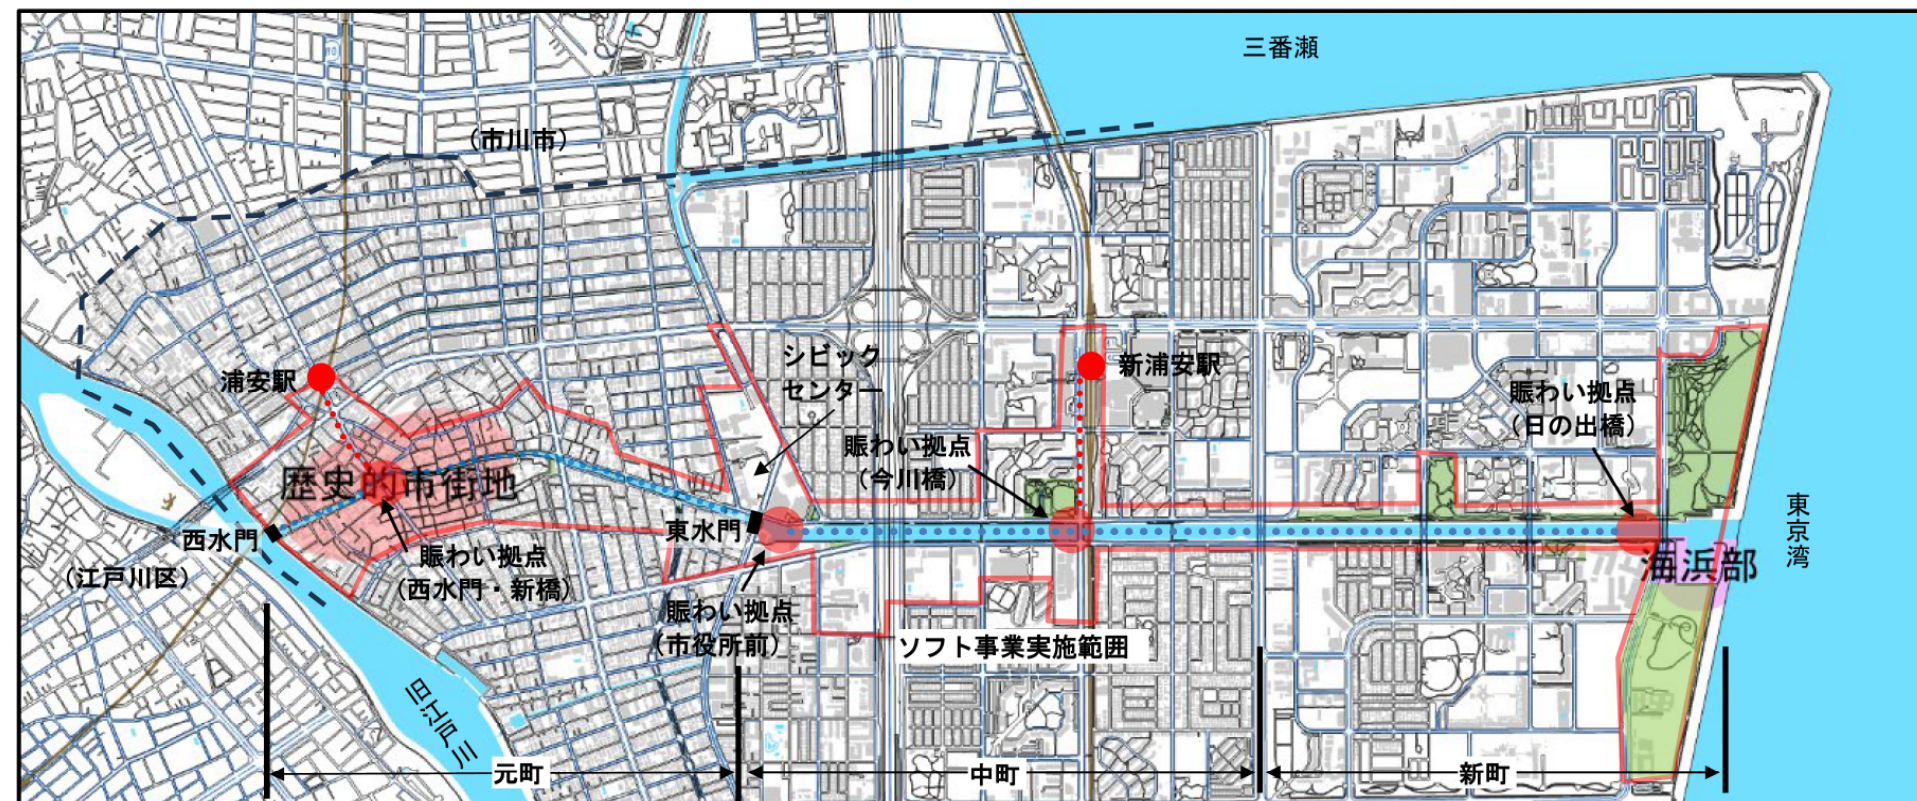 三番瀬
（市川市）
シビック
センター
浦安駅
新浦安駅
賑わい拠点
（日の出橋）
賑わい拠点
（今川橋）
歴史的市街地
東京湾
西水門
東水門
賑わい拠点
（西水門・新橋）
（江戸川区）
海浜部
賑わい拠点
（市役所前）
ソフト事業実施範囲
旧江戸川
元町
中町
新町